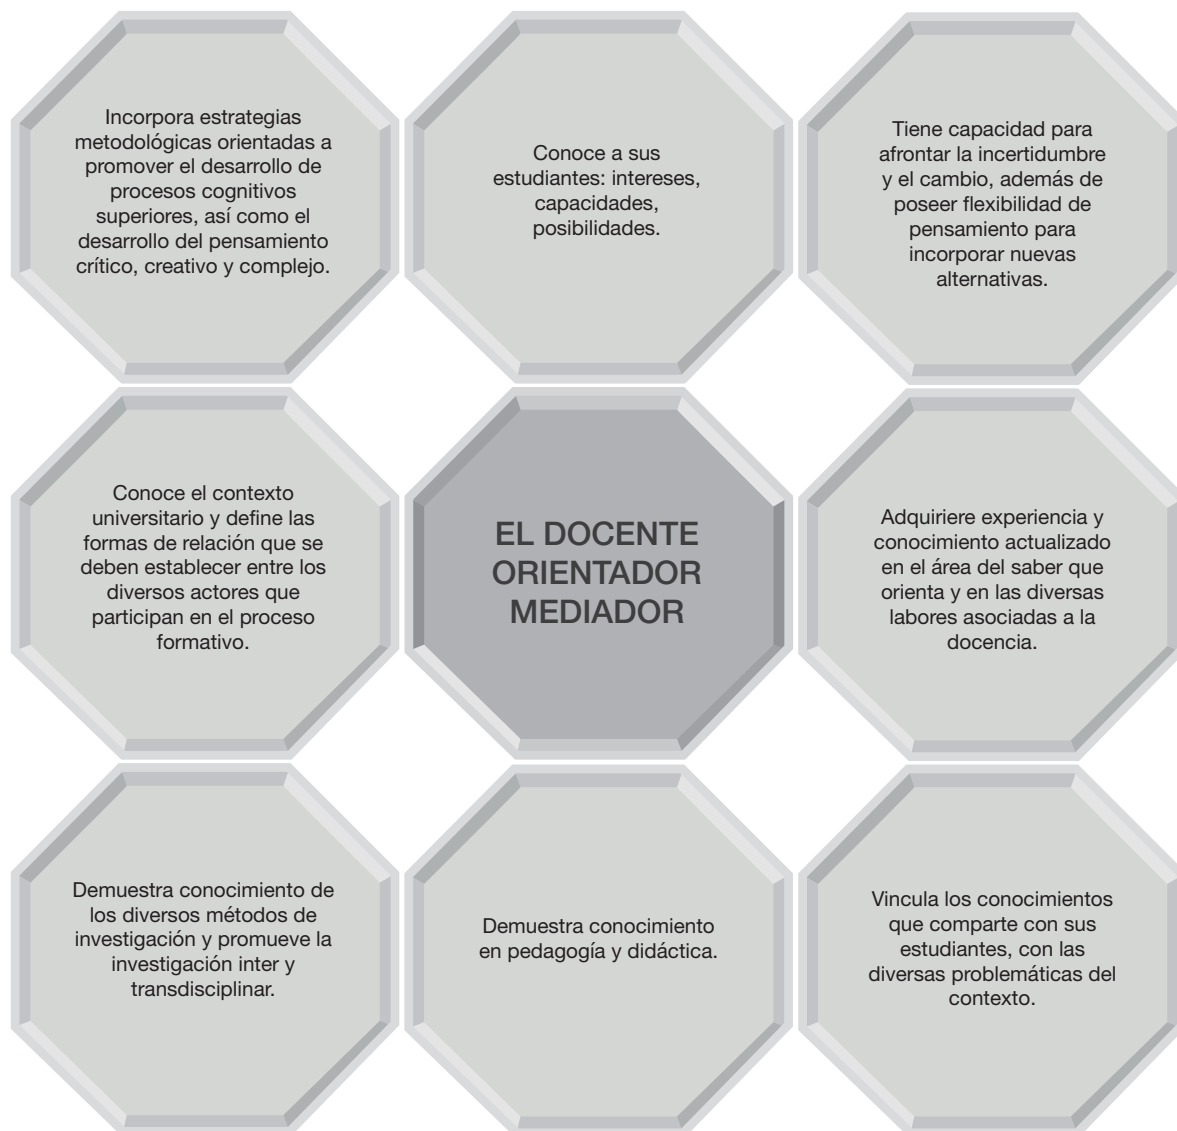 Incorpora estrategias
metodológicas orientadas a
promover el desarrollo de
procesos cognitivos
superiores, así como el
desarrollo del pensamiento
crítico, creativo y complejo.
Conoce a sus
estudiantes: intereses,
capacidades,
posibilidades.
Tiene capacidad para
afrontar la incertidumbre
y el cambio, además de
poseer flexibilidad de
pensamiento para
incorporar nuevas
alternativas.
Conoce el contexto
universitario y define las
formas de relación que se
deben establecer entre los
diversos actores que
participan en el proceso
formativo.
EL DOCENTE
ORIENTADOR
MEDIADOR
Adquiriere experiencia y
conocimiento actualizado
en el área del saber que
orienta y en las diversas
labores asociadas a la
docencia.
Demuestra conocimiento de
los diversos métodos de
investigación y promueve la
investigación inter y
transdisciplinar.
Demuestra conocimiento
en pedagogía y didáctica.
Vincula los conocimientos
que comparte con sus
estudiantes, con las
diversas problemáticas del
contexto.